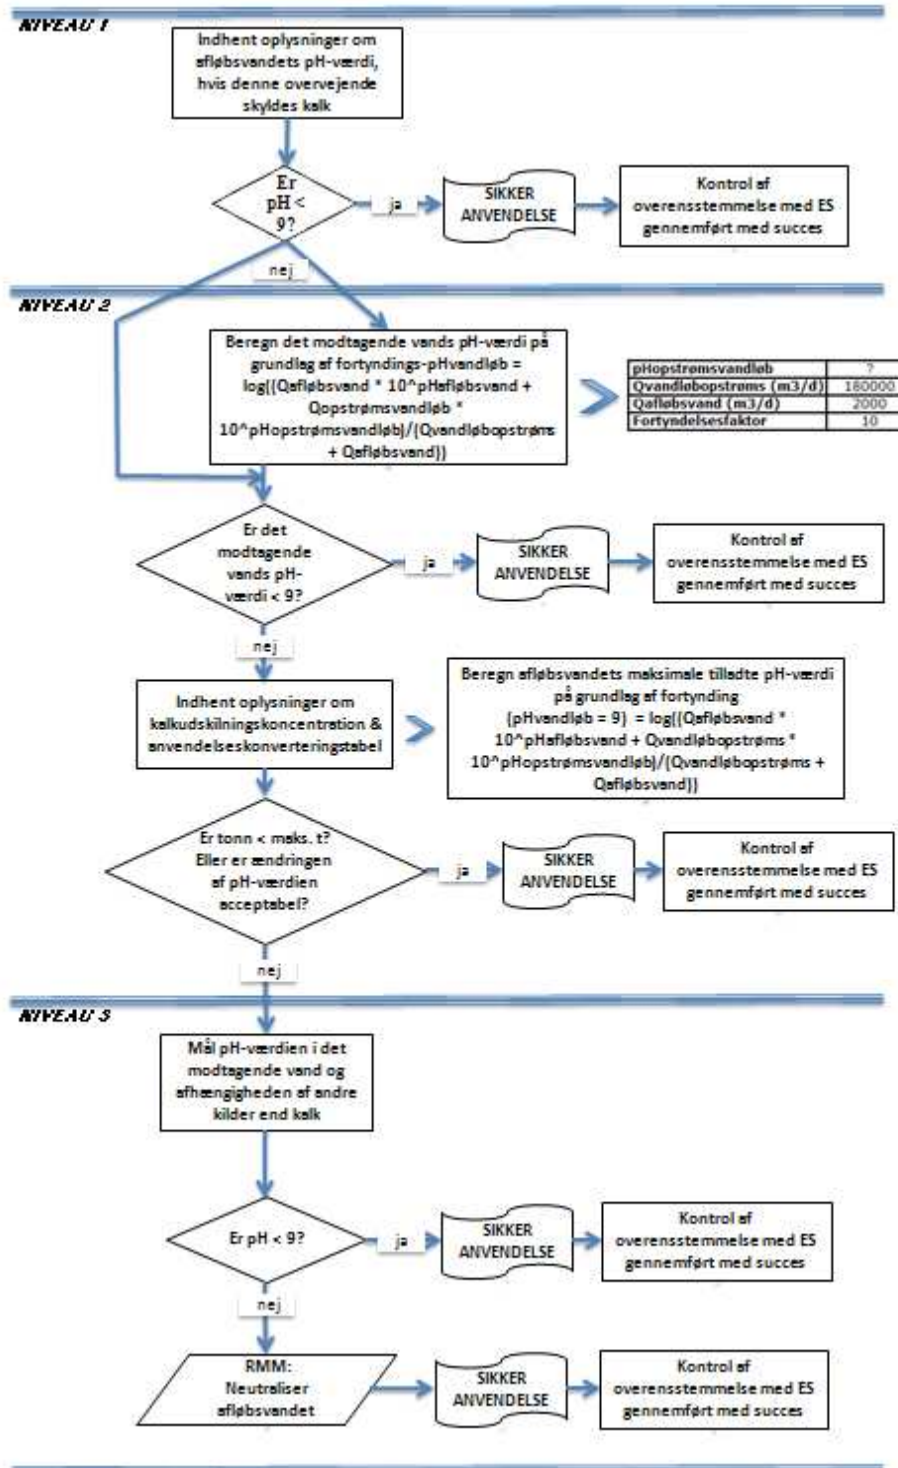 NIVEAU 1
Indhent oplysninger om
afløbsvandets pH-værdi,
hvis denne overvejende
skyldes kalk
Er
pH <
9?
ja
SIKKER
ANVENDELSE
Kontrol af
overensstemmelse med ES
gennemført med succes
nej
NIVEAU 2
Beregn det modtagende vands pH-værdi på
grundlag af fortyndings-pHvandløb =
log((Qafløbsvand * 10^pHafløbsvand +
Qopstrømsvandløb *
10^pHopstrømsvandløb)/(Qvandløbopstrøms
+ Qafløbsvand))
pHopstrømsvandløb ?
Qvandløbopstrøms (m3/d) 180000
Qafløbsvand (m3/d) 2000
Fortyndelsesfaktor 10
Er det
modtagende
vands pH-
værdi < 9?
ja
SIKKER
ANVENDELSE
Kontrol af
overensstemmelse med ES
gennemført med succes
nej
Indhent oplysninger om
kalkudskilningskoncentration &
anvendelseskonverteringstabel
Beregn afløbsvandets maksimale tilladte pH-værdi
på grundlag af fortynding
(pHvandløb = 9) = log((Qafløbsvand *
10^pHafløbsvand + Qvandløbopstrøms *
10^pHopstrømsvandløb)/(Qvandløbopstrøms +
Qafløbsvand))
Er tonn < maks. t?
Eller er ændringen
af pH-værdien
acceptabel?
ja
SIKKER
ANVENDELSE
Kontrol af
overensstemmelse med ES
gennemført med succes
nej
NIVEAU 3
Mål pH-værdien i det
modtagende vand og
afhængigheden af andre
kilder end kalk
Er pH < 9?
ja
SIKKER
ANVENDELSE
Kontrol af
overensstemmelse med ES
gennemført med succes
nej
RMM:
Neutraliser
afløbsvandet
SIKKER
ANVENDELSE
Kontrol af
overensstemmelse med ES
gennemført med succes